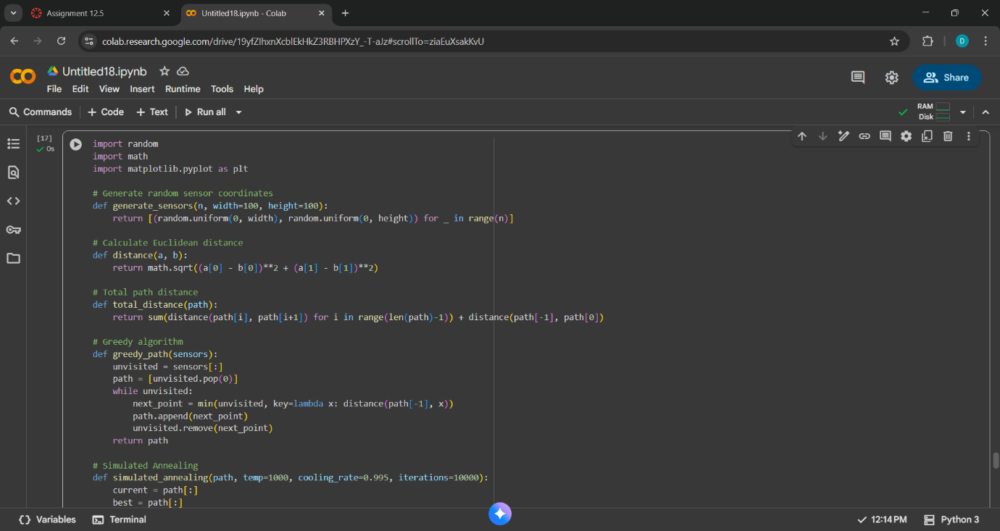 Assignment 12.5
Untitled18.ipynb - Colab
colab.research.google.com/drive/19yfZlhxnXcblEkHkZ3RBHPXzY_-T-aJz#scrollTo=ziaEuXsakKvU
D
Untitled18.ipynb
File Edit View Insert Runtime Tools Help
Share
Commands + Code + Text Run all
RAM
Disk
[17]
0s
import random
import math
import matplotlib.pyplot as plt
# Generate random sensor coordinates
def generate_sensors(n, width=100, height=100):
    return [(random.uniform(0, width), random.uniform(0, height)) for _ in range(n)]
# Calculate Euclidean distance
def distance(a, b):
    return math.sqrt((a[0] - b[0])**2 + (a[1] - b[1])**2)
# Total path distance
def total_distance(path):
    return sum(distance(path[i], path[i+1]) for i in range(len(path)-1)) + distance(path[-1], path[0])
# Greedy algorithm
def greedy_path(sensors):
    unvisited = sensors[:]
    path = [unvisited.pop(0)]
    while unvisited:
        next_point = min(unvisited, key=lambda x: distance(path[-1], x))
        path.append(next_point)
        unvisited.remove(next_point)
    return path
# Simulated Annealing
def simulated_annealing(path, temp=1000, cooling_rate=0.995, iterations=10000):
    current = path[:]
    best = path[:]
Variables Terminal
12:14 PM Python 3